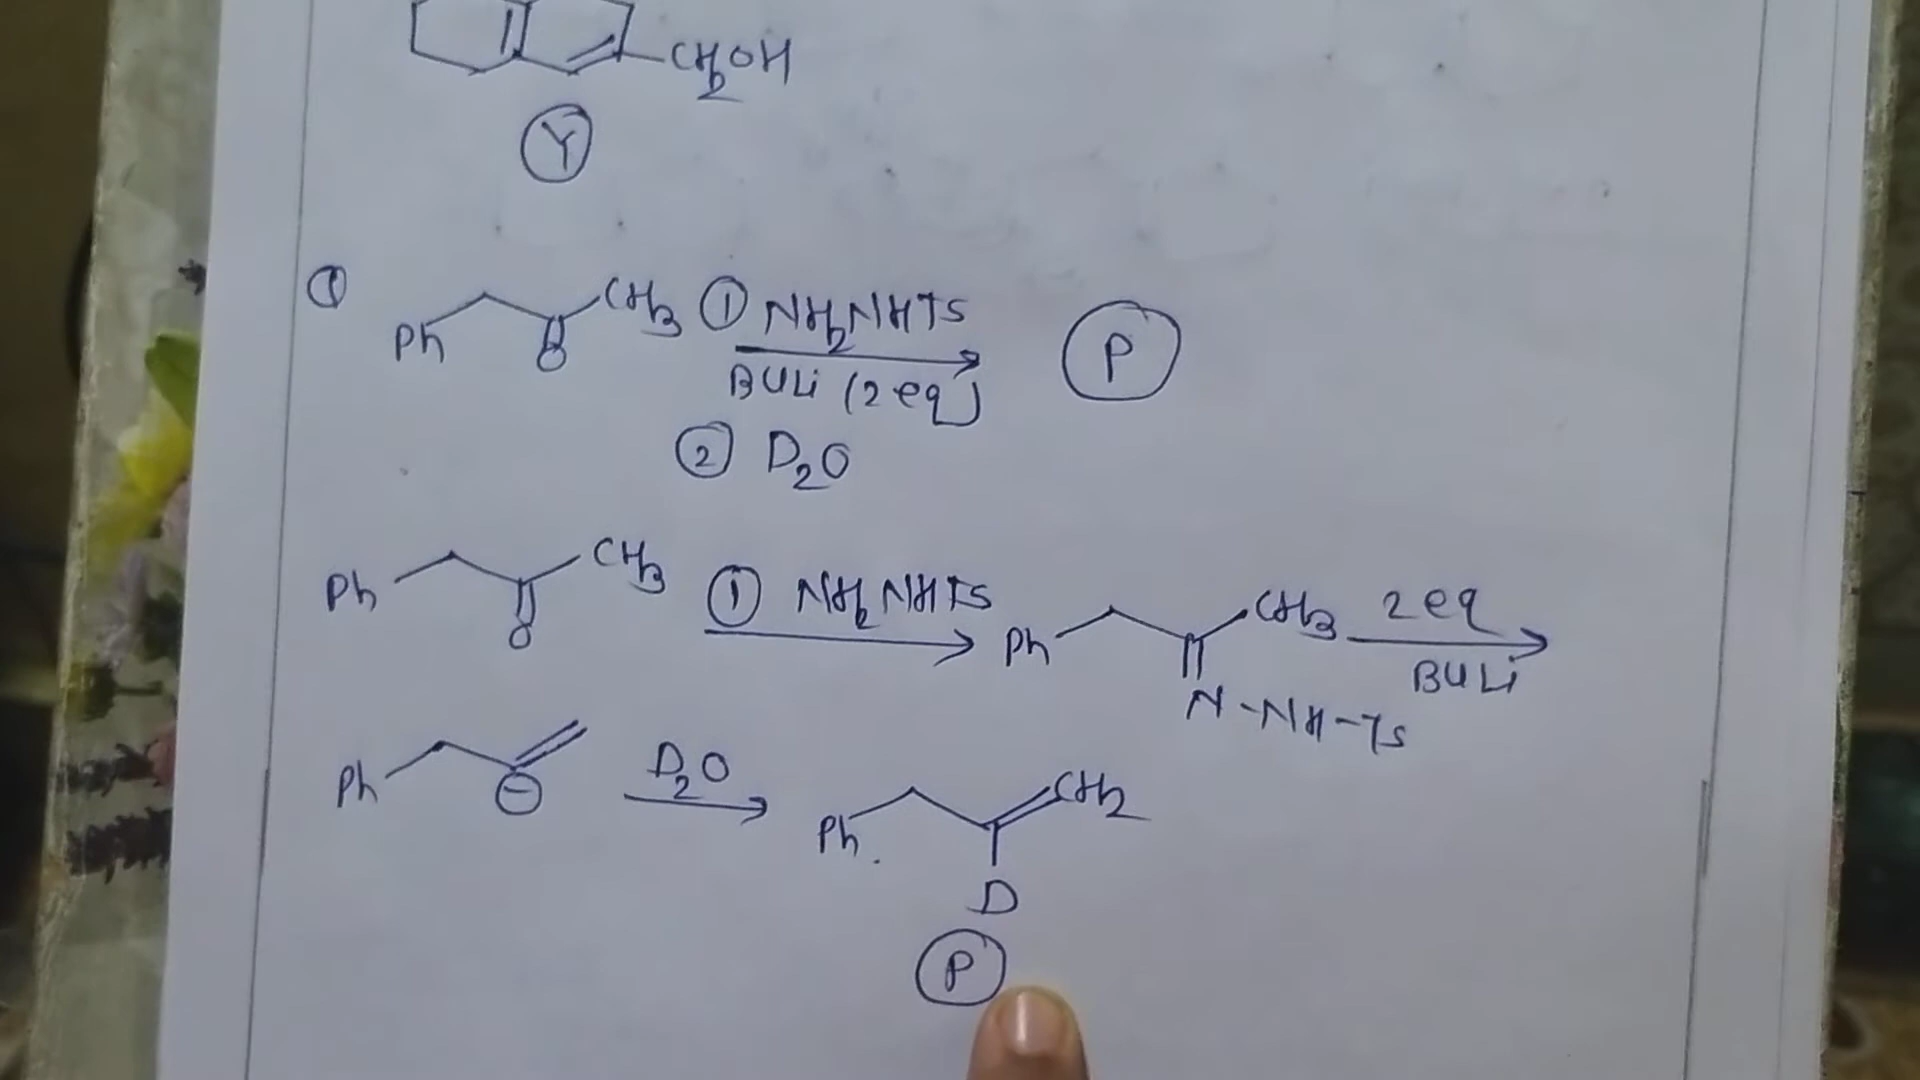 CH2OH
Y
① Ph CH3 O ① NH2NHTS P
BULi (2 eq)
② D2O
Ph CH3 O ① NH2NHTS Ph CH3 N-NH-Ts 2 eq BULi
Ph ⊖ D2O Ph. CH2 D
P